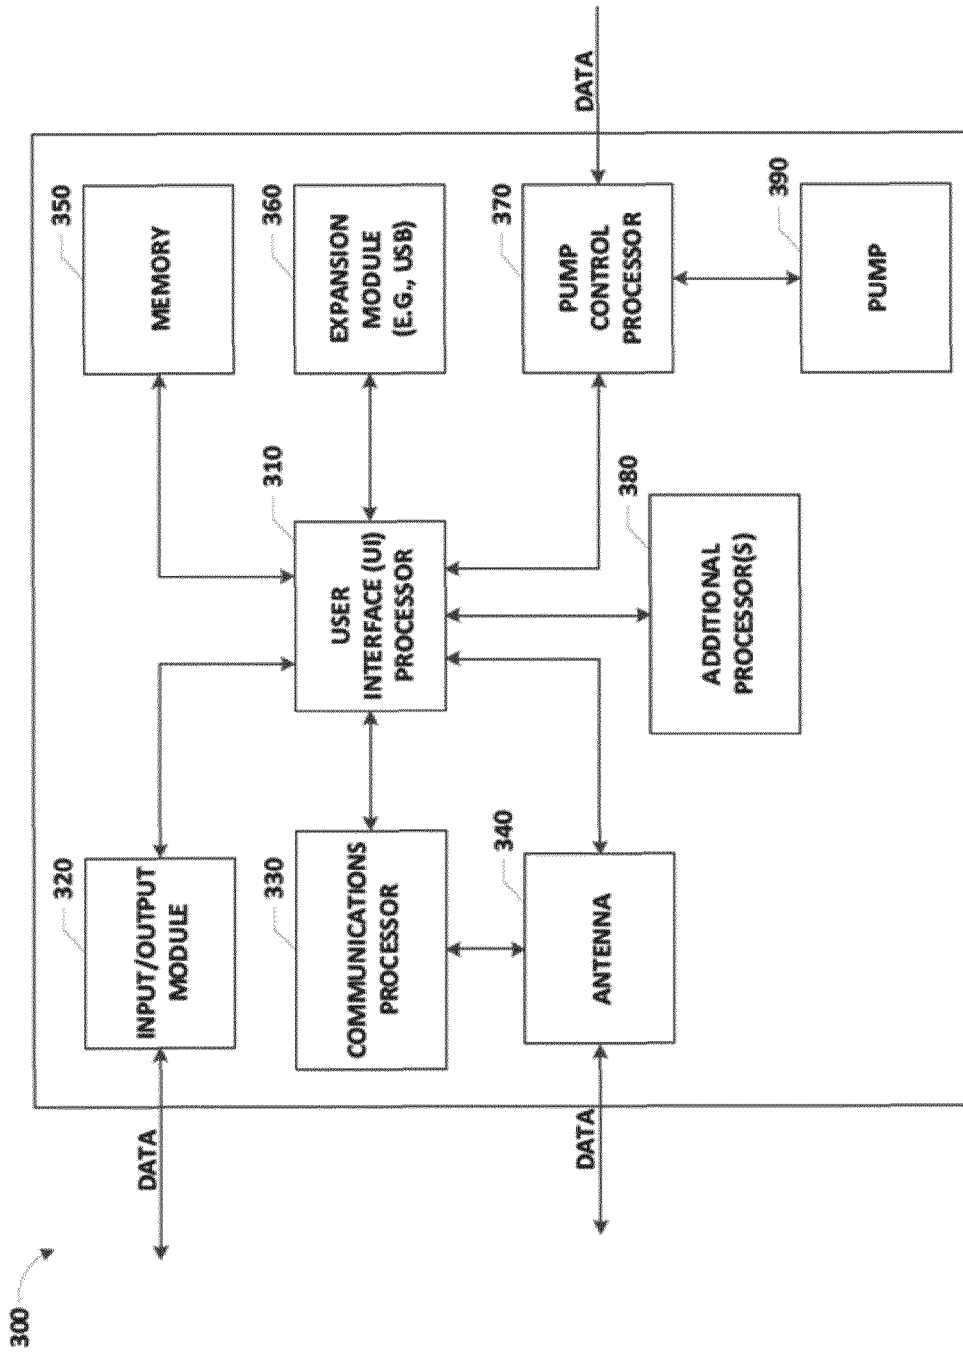 300
DATA
320
INPUT/OUTPUT
MODULE
350
MEMORY
310
USER
INTERFACE (UI)
PROCESSOR
330
COMMUNICATIONS
PROCESSOR
360
EXPANSION
MODULE
(E.G., USB)
DATA
340
ANTENNA
380
ADDITIONAL
PROCESSOR(S)
370
PUMP
CONTROL
PROCESSOR
DATA
390
PUMP